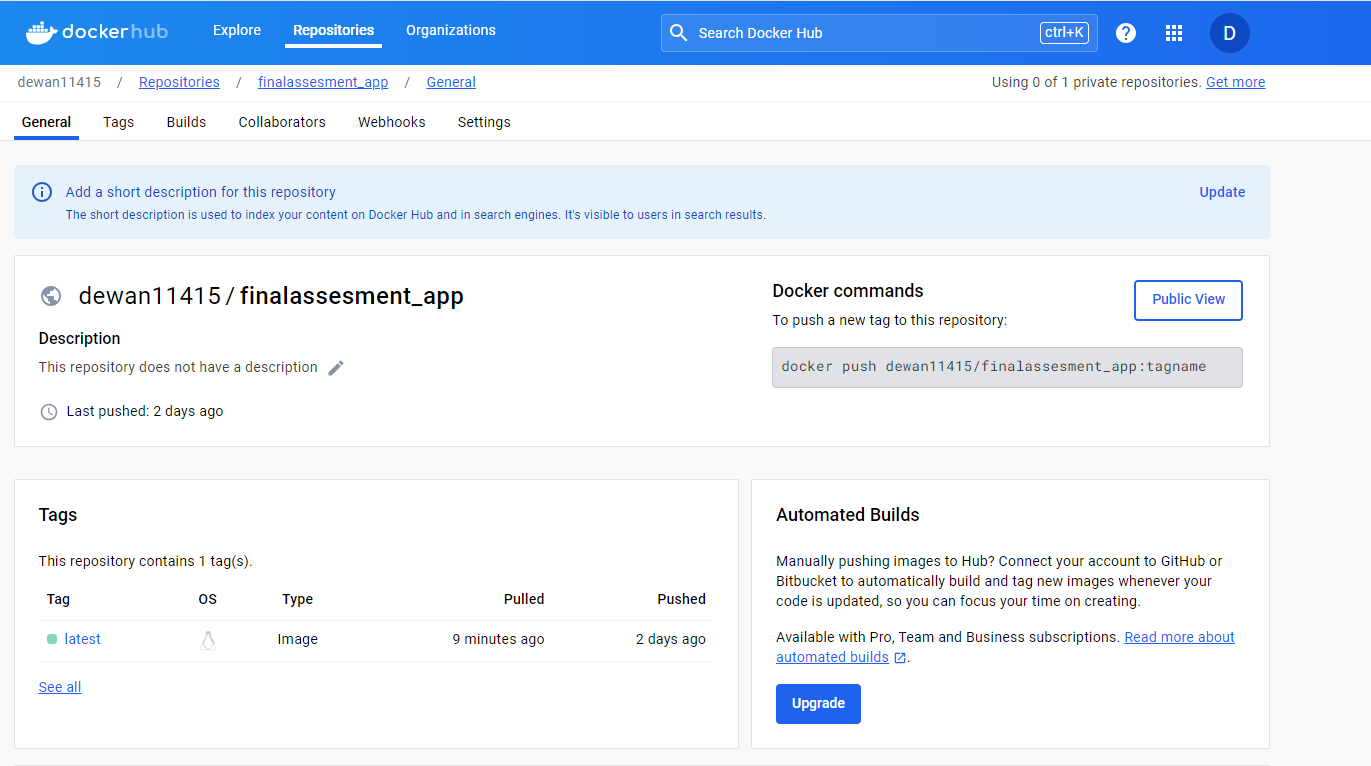 docker hub
Explore
Repositories
Organizations
Search Docker Hub
ctrl+K
?
D
dewan11415 / Repositories / finalassesment_app / General
Using 0 of 1 private repositories. Get more
General
Tags
Builds
Collaborators
Webhooks
Settings
Add a short description for this repository
Update
The short description is used to index your content on Docker Hub and in search engines. It's visible to users in search results.
dewan11415 / finalassesment_app
Description
This repository does not have a description
Last pushed: 2 days ago
Docker commands
Public View
To push a new tag to this repository:
docker push dewan11415/finalassesment_app:tagname
Tags
This repository contains 1 tag(s).
Tag OS Type Pulled Pushed
latest Image 9 minutes ago 2 days ago
See all
Automated Builds
Manually pushing images to Hub? Connect your account to GitHub or
Bitbucket to automatically build and tag new images whenever your
code is updated, so you can focus your time on creating.
Available with Pro, Team and Business subscriptions. Read more about
automated builds .
Upgrade